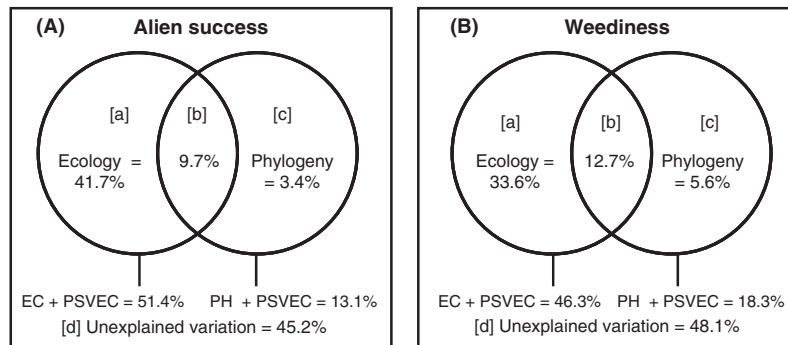 (A) Alien success
[a] [b] [c]
Ecology = 9.7% Phylogeny
41.7% = 3.4%
EC + PSVEC = 51.4% PH + PSVEC = 13.1%
[d] Unexplained variation = 45.2%
(B) Weediness
[a] [b] [c]
Ecology = 12.7% Phylogeny
33.6% = 5.6%
EC + PSVEC = 46.3% PH + PSVEC = 18.3%
[d] Unexplained variation = 48.1%